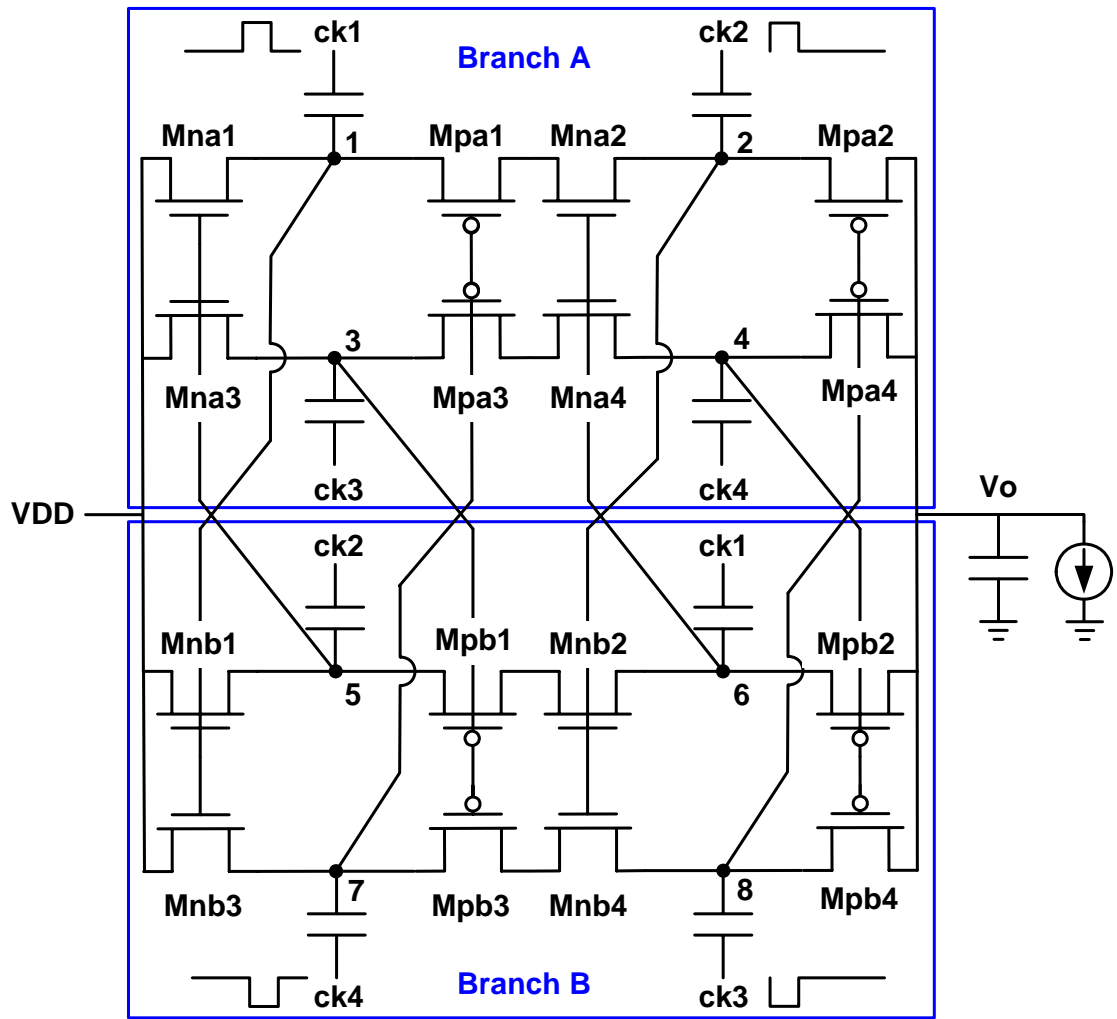 ck1 ck2
Branch A
Mna1 1 Mpa1 Mna2 2 Mpa2
3 4
Mna3 Mpa3 Mna4 Mpa4
ck3 ck4
VDD Vo
ck2 ck1
Mnb1 Mpb1 Mnb2 Mpb2
5 6
7 8
Mnb3 Mpb3 Mnb4 Mpb4
Branch B
ck4 ck3